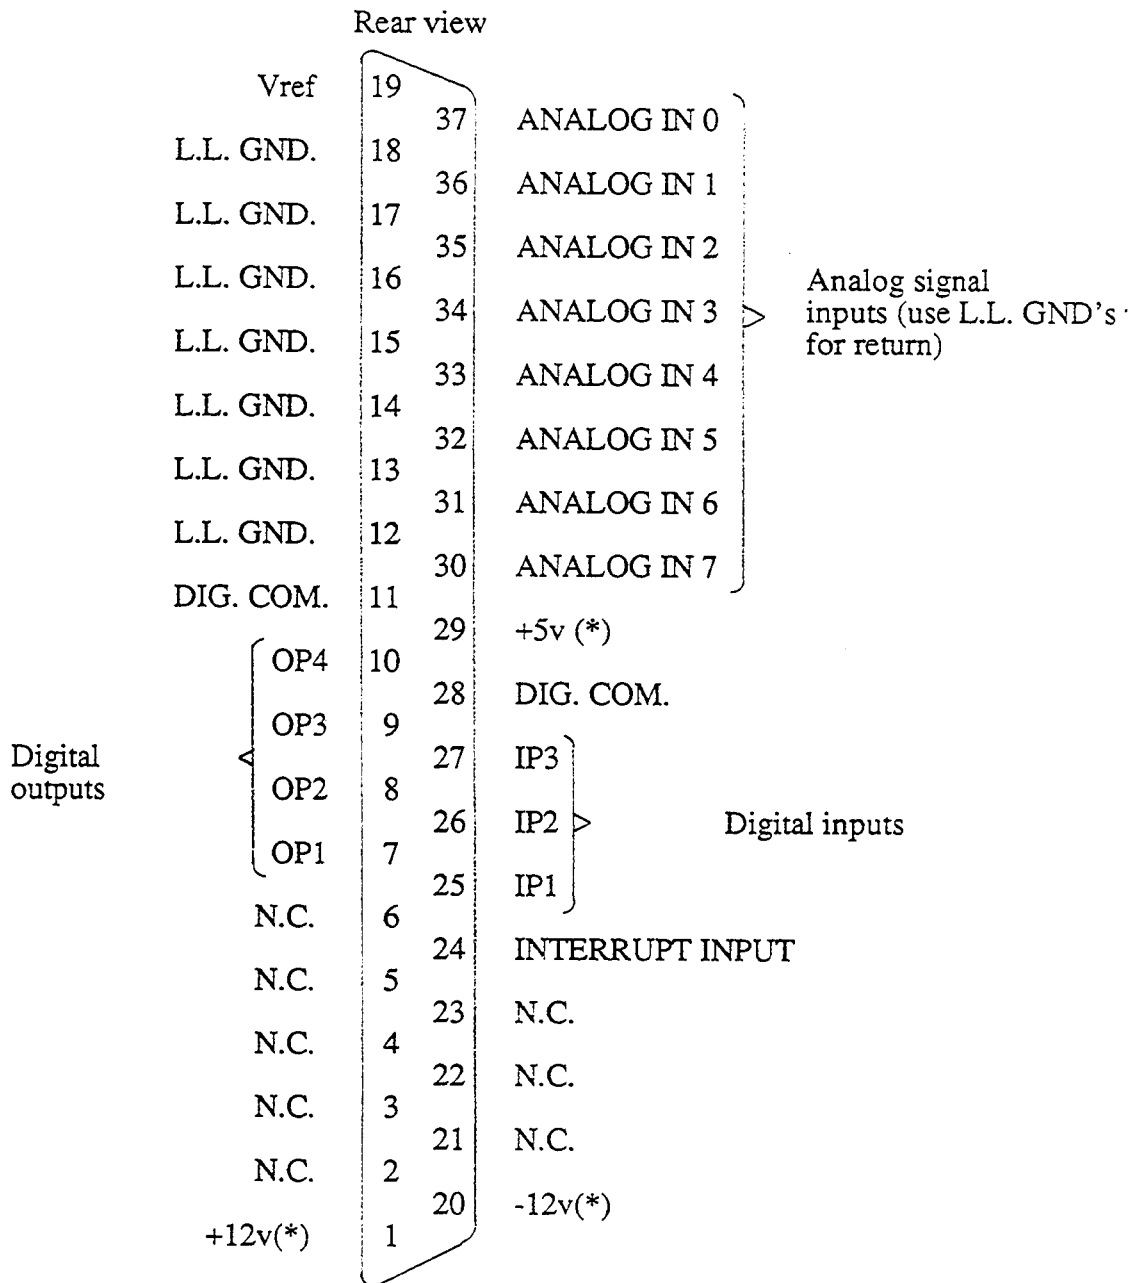 Rear view
Vref 19
37 ANALOG IN 0
L.L. GND. 18
36 ANALOG IN 1
L.L. GND. 17
35 ANALOG IN 2
L.L. GND. 16
34 ANALOG IN 3
Analog signal
inputs (use L.L. GND's
for return)
L.L. GND. 15
33 ANALOG IN 4
L.L. GND. 14
32 ANALOG IN 5
L.L. GND. 13
31 ANALOG IN 6
L.L. GND. 12
30 ANALOG IN 7
DIG. COM. 11
29 +5v (*)
OP4 10
28 DIG. COM.
OP3 9
Digital
outputs
27 IP3
OP2 8
26 IP2
Digital inputs
OP1 7
25 IP1
N.C. 6
24 INTERRUPT INPUT
N.C. 5
23 N.C.
N.C. 4
22 N.C.
N.C. 3
21 N.C.
N.C. 2
20 -12v(*)
+12v(*) 1